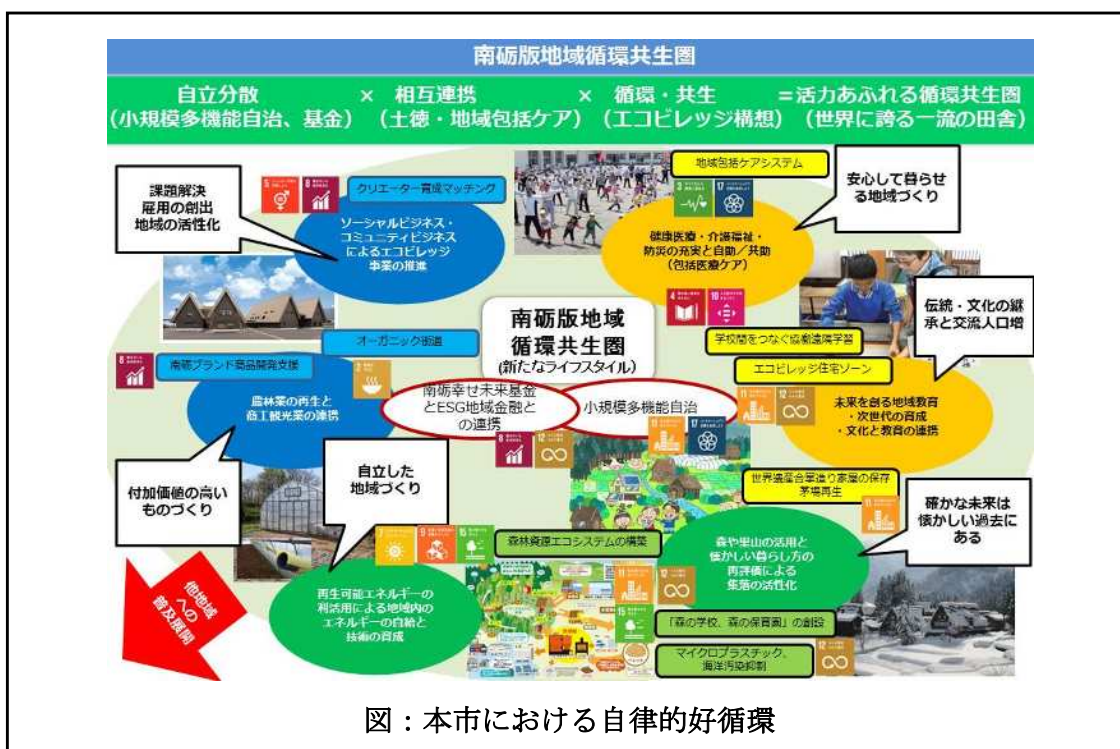 南砺版地域循環共生圏
自立分散 × 相互連携 × 循環・共生 =活力あふれる循環共生圏
(小規模多機能自治、基金) (土徳・地域包括ケア) (エコビレッジ構想) (世界に誇る一流の田舎)
課題解決
雇用の創出
地域の活性化
クリエーター育成マッチング
ソーシャルビジネス・
コミュニティビジネス
によるエコビレッジ
事業の推進
地域包括ケアシステム
安心して暮らせ
る地域づくり
健康医療・介護福祉・
防災の充実と自助/共助
(包括医療ケア)
学校間をつなぐ協働遠隔学習
エコビレッジ住宅ゾーン
伝統・文化の継
承と交流人口増
未来を創る地域教育
・次世代の育成
・文化と教育の連携
南砺版地域
循環共生圏
(新たなライフスタイル)
オーガニック街道
南砺ブランド商品開発支援
農林業の再生と
商工観光業の連携
南砺幸せ未来基金
とESG地域金融と
の連携
小規模多機能自治
付加価値の高い
ものづくり
自立した
地域づくり
世界遺産合掌造り家屋の保存
茅場再生
確かな未来は
懐かしい過去に
ある
森林資源エコシステムの構築
森や里山の活用と
懐かしい暮らし方の
再評価による
集落の活性化
再生可能エネルギーの
利活用による地域内の
エネルギーの自給と
技術の育成
「森の学校、森の保育園」の創設
マイクロプラスチック、
海洋汚染抑制
他地域
への
普及展開
図:本市における自律的好循環